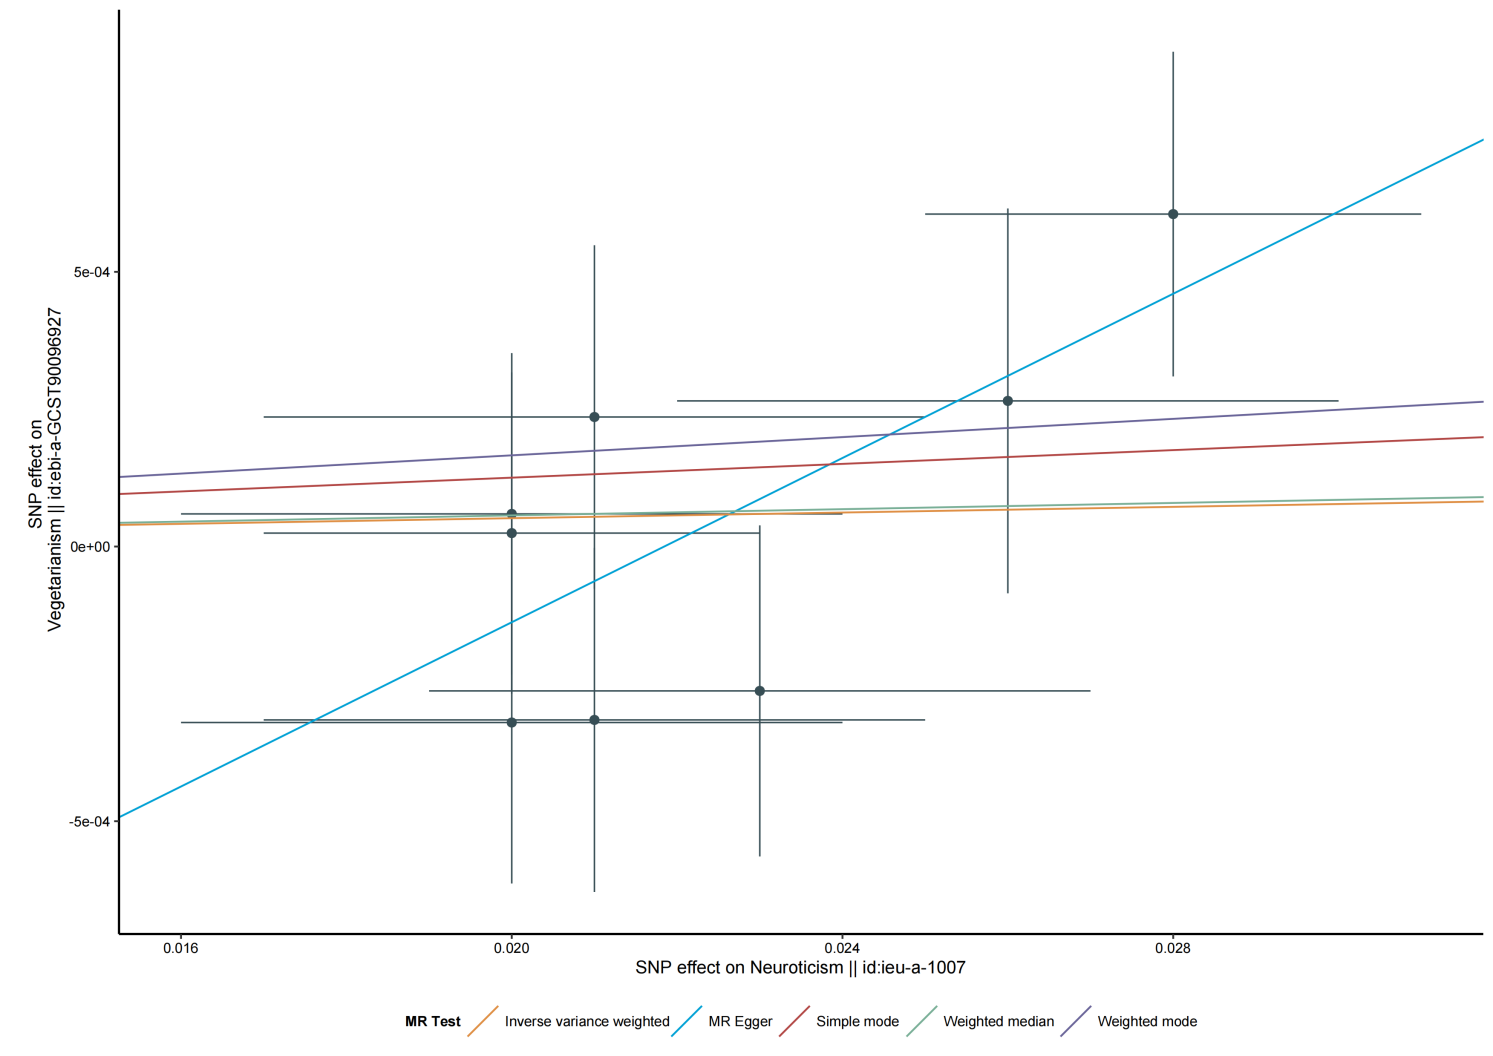 SNP effect on
Vegetarianism || id:ebi-a-GCST90096927
5e-04
0e+00
-5e-04
0.016 0.020 0.024 0.028
SNP effect on Neuroticism || id:ieu-a-1007
MR Test Inverse variance weighted MR Egger Simple mode Weighted median Weighted mode